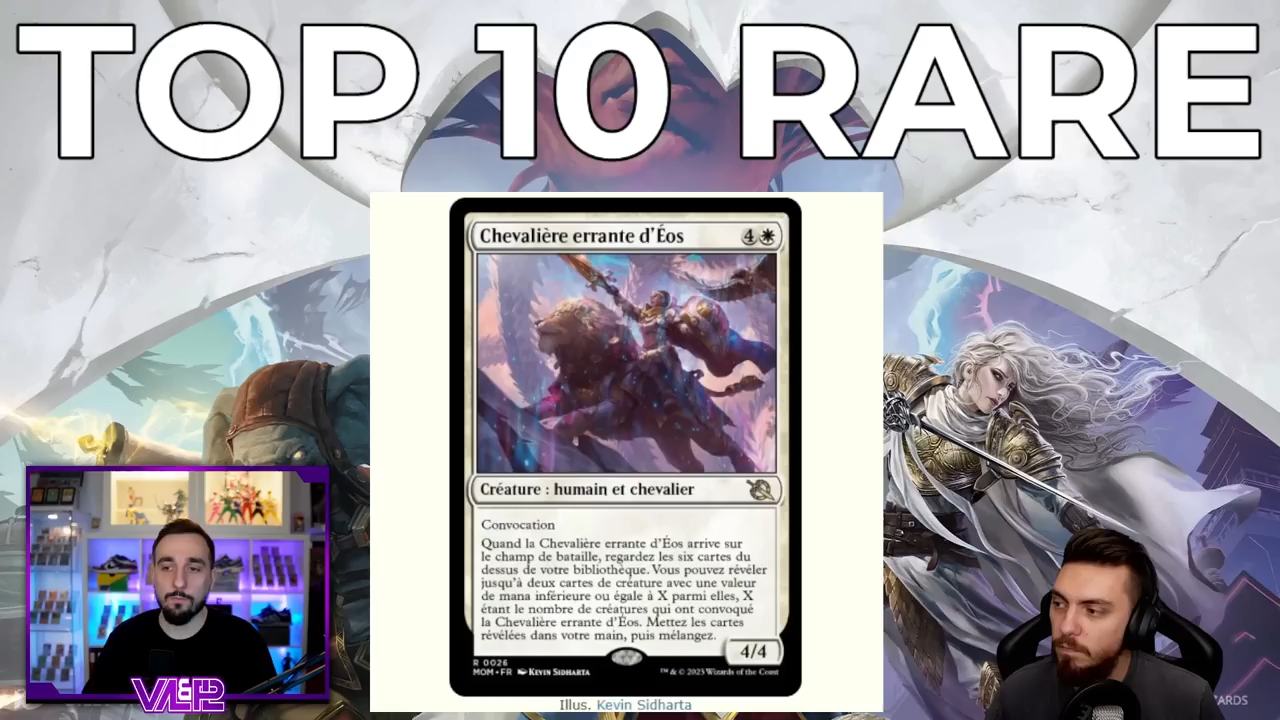 TOP 10 RARE
Chevalière errante d'Éos 4
Créature : humain et chevalier
Convocation
Quand la Chevalière errante d'Éos arrive sur
le champ de bataille, regardez les six cartes du
dessus de votre bibliothèque. Vous pouvez révéler
jusqu'à deux cartes de créature avec une valeur
de mana inférieure ou égale à X parmi elles, X
étant le nombre de créatures qui ont convoqué
la Chevalière errante d'Éos. Mettez les cartes
révélées dans votre main, puis mélangez.
4/4
R 0026
MOM • FR KEVIN SIDHARTA
™ & © 2023 Wizards of the Coast
Illus. Kevin Sidharta
ARDS